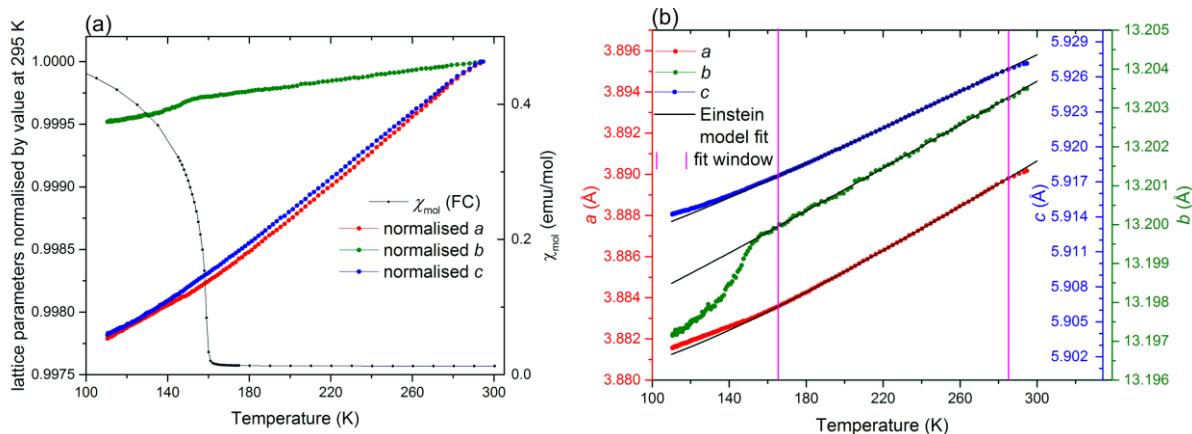 (a)
lattice parameters normalised by value at 295 K
1.0000
0.9995
0.9990
0.9985
0.9980
0.9975
100 140 180 220 260 300
Temperature (K)
0.4
0.2
0.0
χmol (emu/mol)
χmol (FC)
normalised a
normalised b
normalised c
(b)
a (Å)
3.896
3.894
3.892
3.890
3.888
3.886
3.884
3.882
3.880
a
b
c
Einstein
model fit
fit window
100 140 180 220 260 300
Temperature (K)
c (Å)
5.929
5.926
5.923
5.920
5.917
5.914
5.911
5.908
5.905
5.902
b (Å)
13.205
13.204
13.203
13.202
13.201
13.200
13.199
13.198
13.197
13.196